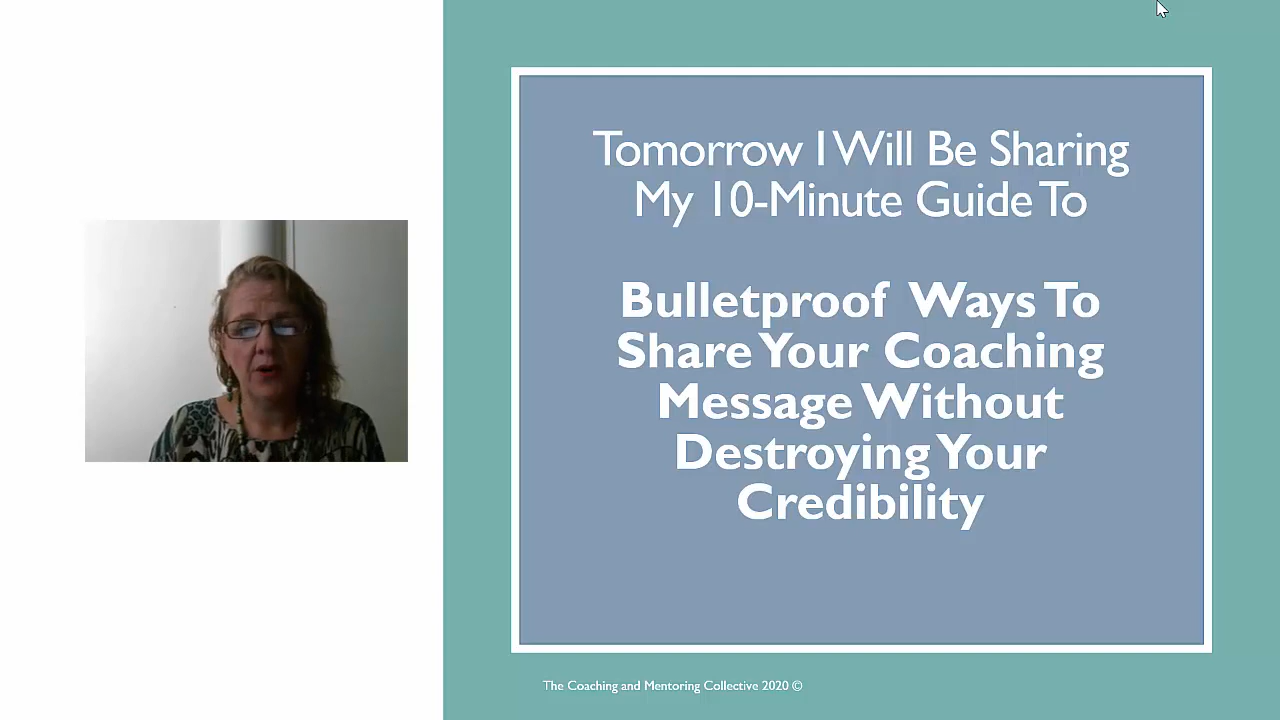 Tomorrow I Will Be Sharing
My 10-Minute Guide To
Bulletproof Ways To
Share Your Coaching
Message Without
Destroying Your
Credibility
The Coaching and Mentoring Collective 2020 ©